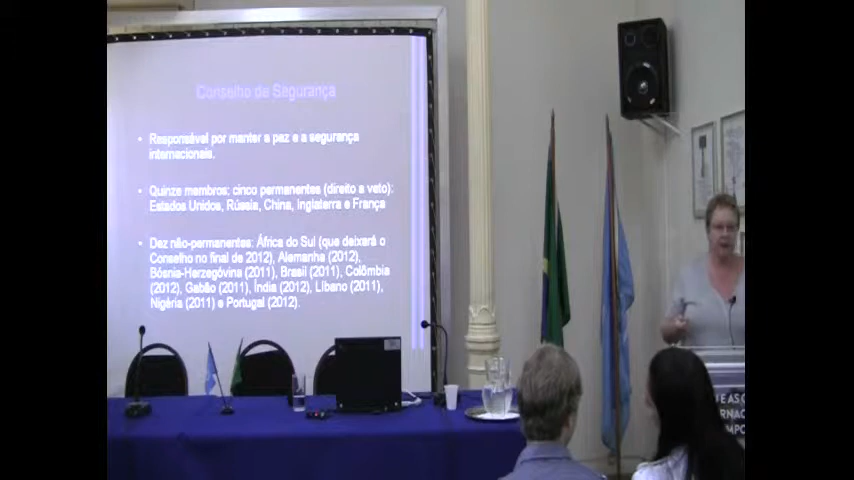 Conselho de Segurança
• Responsável por manter a paz e a segurança
internacionais.
• Quinze membros: cinco permanentes (direito a veto):
Estados Unidos, Rússia, China, Inglaterra e França
• Dez não-permanentes: África do Sul (que deixará o
Conselho no final de 2012), Alemanha (2012),
Bósnia-Herzegóvina (2011), Brasil (2011), Colômbia
(2012), Gabão (2011), Índia (2012), Líbano (2011),
Nigéria (2011) e Portugal (2012).